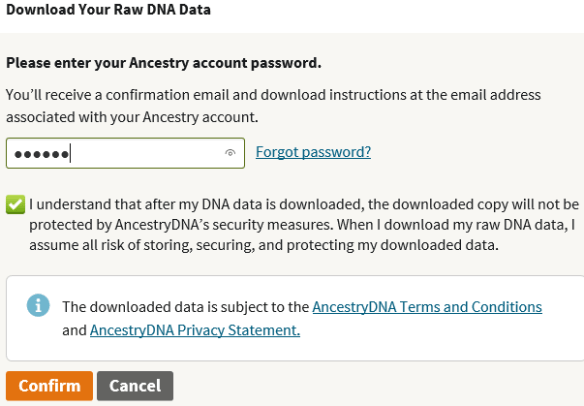 Download Your Raw DNA Data
Please enter your Ancestry account password.
You’ll receive a confirmation email and download instructions at the email address
associated with your Ancestry account.
●●●●●● Forgot password?
I understand that after my DNA data is downloaded, the downloaded copy will not be
protected by AncestryDNA’s security measures. When I download my raw DNA data, I
assume all risk of storing, securing, and protecting my downloaded data.
The downloaded data is subject to the AncestryDNA Terms and Conditions
and AncestryDNA Privacy Statement.
Confirm Cancel